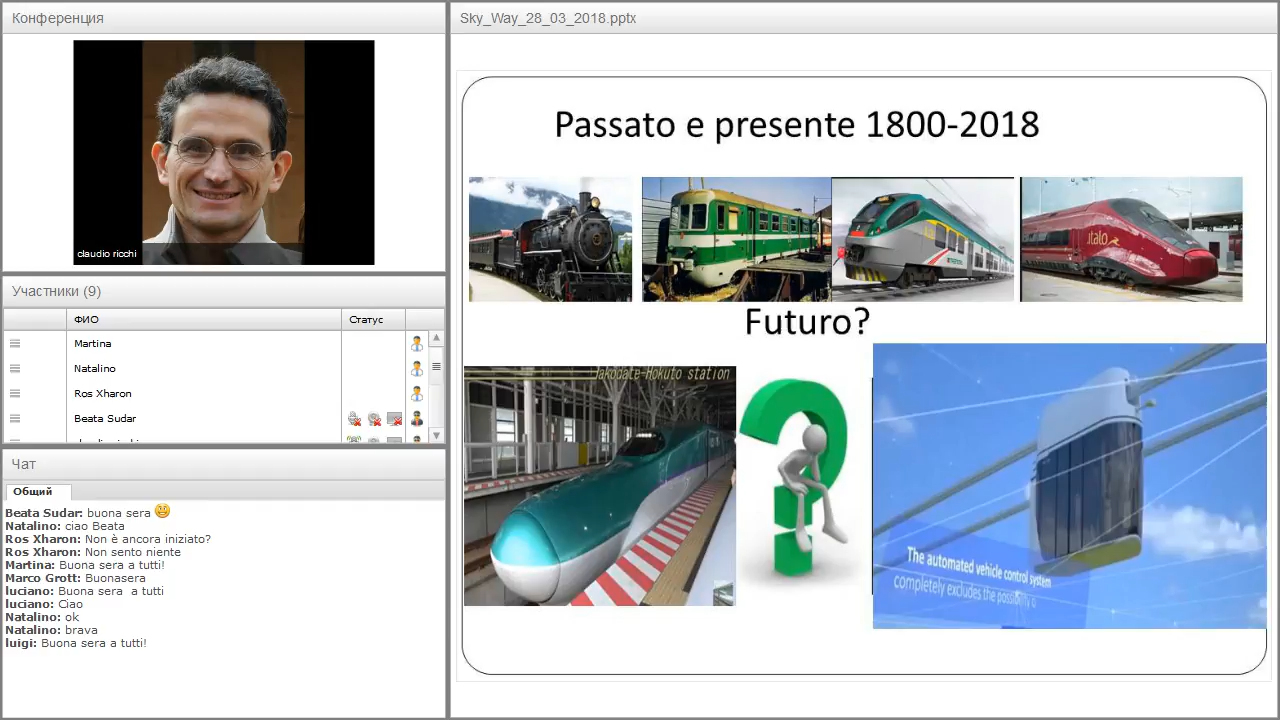 Конференция
claudio ricchi
Участники (9)
ФИО Статус
Martina
Natalino
Ros Xharon
Beata Sudar
Чат
Общий
Beata Sudar: buona sera
Natalino: ciao Beata
Ros Xharon: Non è ancora iniziato?
Ros Xharon: Non sento niente
Martina: Buona sera a tutti!
Marco Grott: Buonasera
luciano: Buona sera a tutti
luciano: Ciao
Natalino: ok
Natalino: brava
luigi: Buona sera a tutti!
Sky_Way_28_03_2018.pptx
Passato e presente 1800-2018
italo
Futuro?
Hakodate-Hokuto station
The automated vehicle control system
completely excludes the possibility o